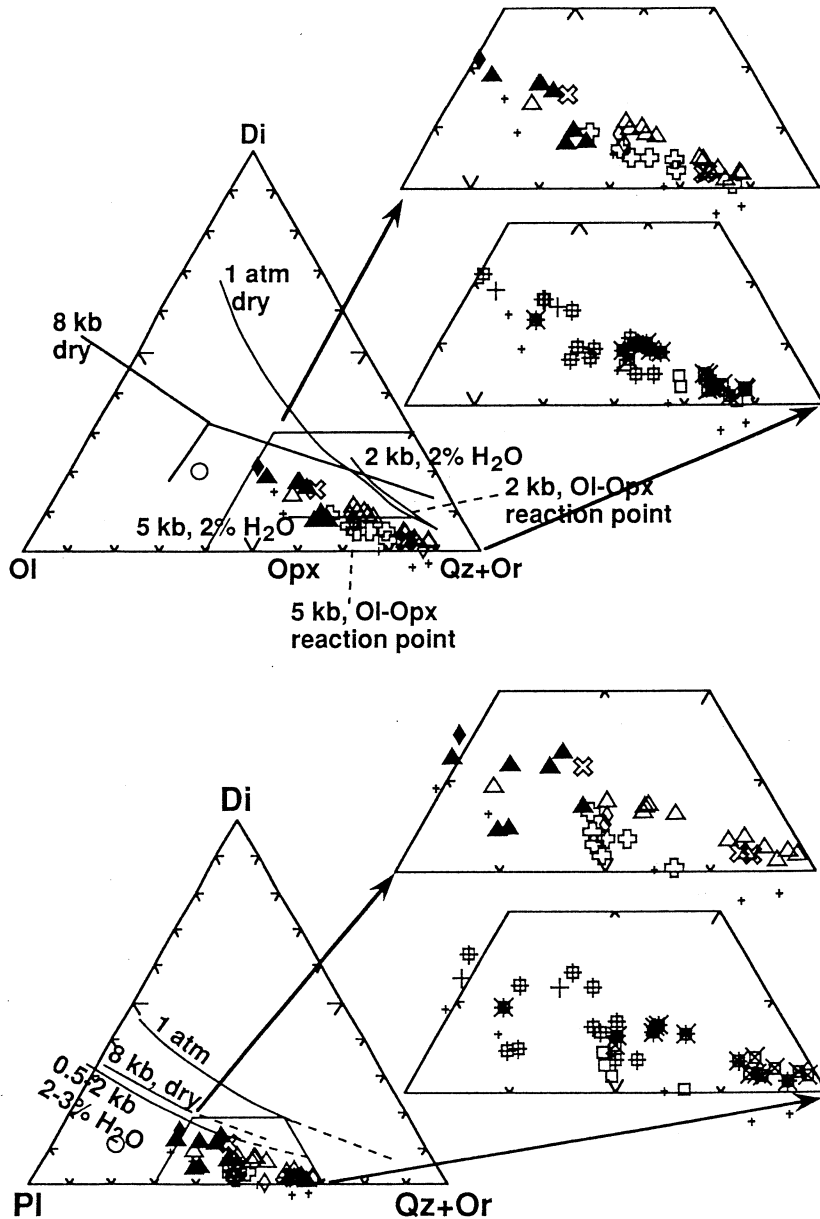 Di
1 atm
dry
8 kb
dry
2 kb, 2% H2O
2 kb, Ol-Opx
reaction point
5 kb, 2% H2O
Ol
Opx
Qz+Or
5 kb, Ol-Opx
reaction point
Di
1 atm
8 kb, dry
0.5-2 kb
2-3% H2O
Pl
Qz+Or